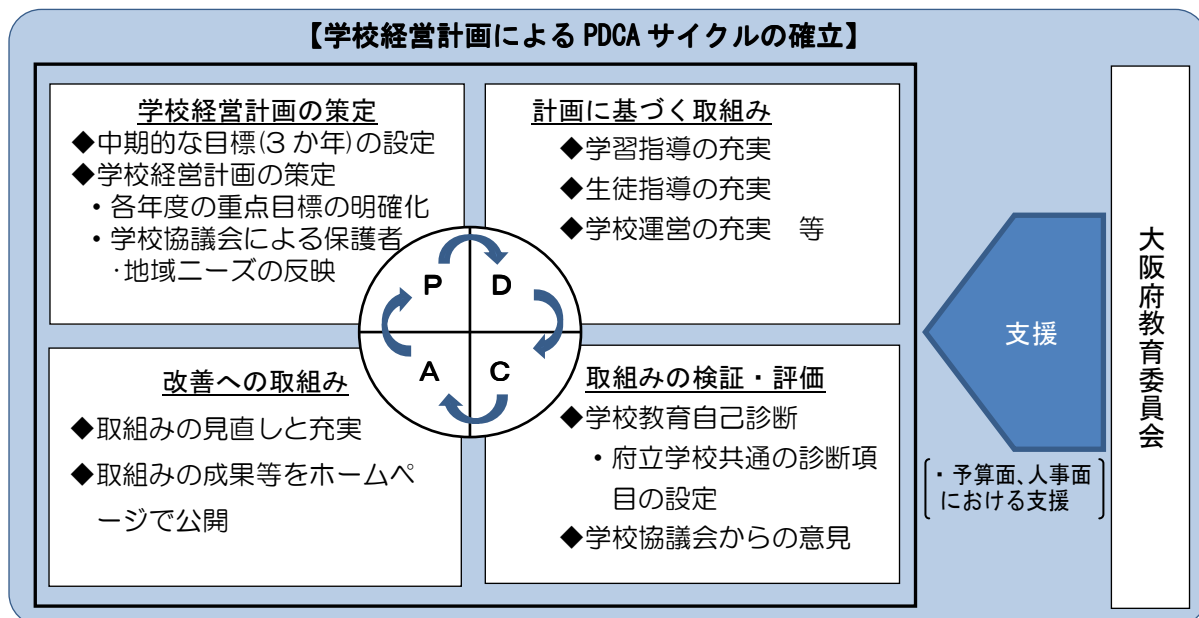 【学校経営計画によるPDCAサイクルの確立】
学校経営計画の策定
◆中期的な目標(3か年)の設定
◆学校経営計画の策定
・各年度の重点目標の明確化
・学校協議会による保護者
・地域ニーズの反映
計画に基づく取組み
◆学習指導の充実
◆生徒指導の充実
◆学校運営の充実　等
P
D
A
C
改善への取組み
◆取組みの見直しと充実
◆取組みの成果等をホームペ
ージで公開
取組みの検証・評価
◆学校教育自己診断
・府立学校共通の診断項
目の設定
◆学校協議会からの意見
支援
・予算面、人事面
における支援
大阪府教育委員会